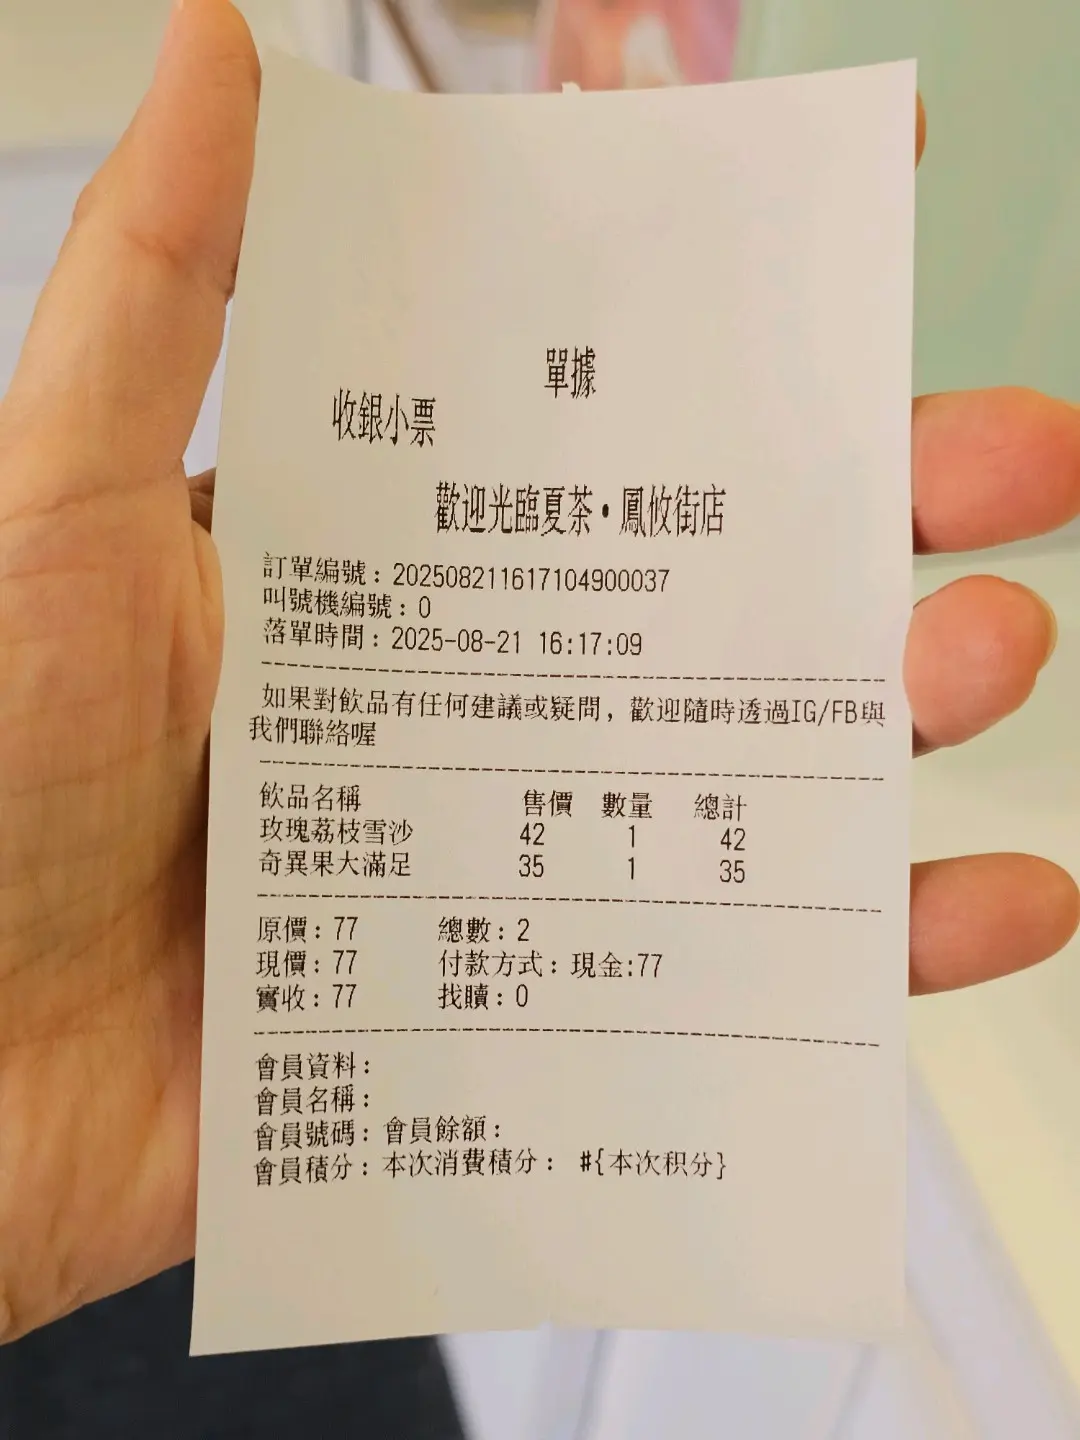 單據
收銀小票
歡迎光臨夏茶•鳳攸街店
訂單編號：202508211617104900037
叫號機編號：0
落單時間：2025-08-21 16:17:09
如果對飲品有任何建議或疑問，歡迎隨時透過IG/FB與
我們聯絡喔
飲品名稱 售價 數量 總計
玫瑰荔枝雪沙 42 1 42
奇異果大滿足 35 1 35
原價：77 總數：2
現價：77 付款方式：現金:77
實收：77 找贖：0
會員資料：
會員名稱：
會員號碼：會員餘額：
會員積分：本次消費積分： #{本次积分}